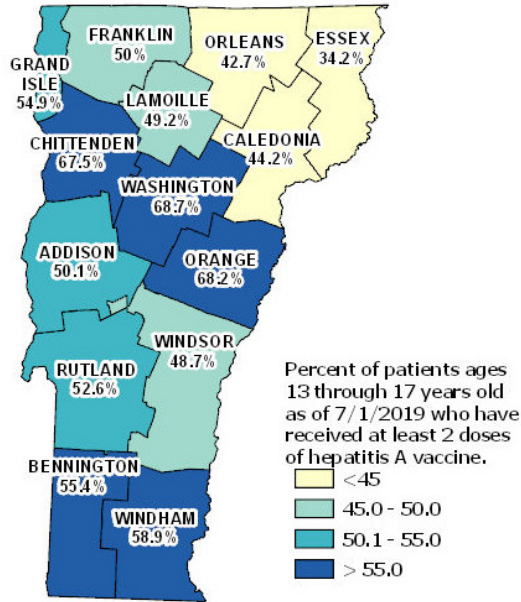 FRANKLIN
50%
ORLEANS
42.7%
ESSEX
34.2%
GRAND
ISLE
54.9%
LAMOILLE
49.2%
CHITTENDEN
67.5%
CALEDONIA
44.2%
WASHINGTON
68.7%
ADDISON
50.1%
ORANGE
68.2%
WINDSOR
48.7%
RUTLAND
52.6%
BENNINGTON
55.4%
WINDHAM
58.9%
Percent of patients ages
13 through 17 years old
as of 7/1/2019 who have
received at least 2 doses
of hepatitis A vaccine.
<45
45.0 - 50.0
50.1 - 55.0
> 55.0